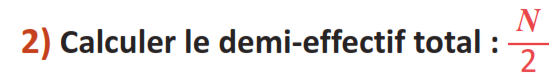 2) Calculer le demi-effectif total : N/2